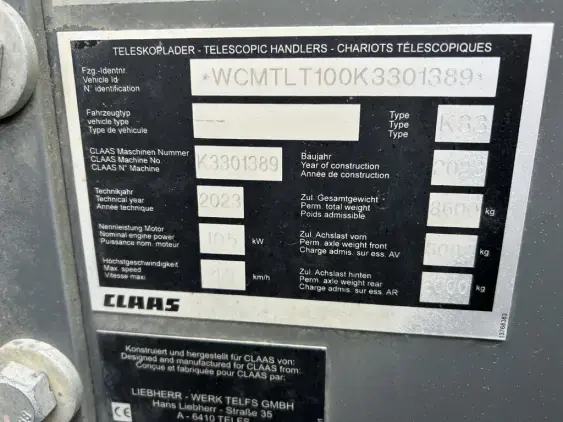 TELESKOPLADER - TELESCOPIC HANDLERS - CHARIOTS TÉLESCOPIQUES
Fzg.-Identnr.
Vehicle Id
N° identification
*WCMTLT100K3301389*
Fahrzeugtyp
vehicle type
Type de véhicule
---
Type
Type
Type
K33
CLAAS Maschinen Nummer
CLAAS Machine No.
CLAAS N° Machine
K3301389
Baujahr
Year of construction
Année de construction
2023
Technikjahr
Technical year
Année technique
2023
Zul. Gesamtgewicht
Perm. total weight
Poids admissible
kg
Nennleistung Motor
Nominal engine power
Puissance nom. moteur
kW
Zul. Achslast vorn
Perm. axle weight front
Charge admis. sur ess. AV
kg
Höchstgeschwindigkeit
Max. speed
Vitesse maxi
km/h
Zul. Achslast hinten
Perm. axle weight rear
Charge admis. sur ess. AR
kg
CLAAS
Konstruiert und hergestellt für CLAAS von:
Designed and manufactured for CLAAS from:
Conçue et fabriquée pour CLAAS par:
CE
LIEBHERR - WERK TELFS GMBH
Hans Liebherr - Straße 35
A - 6410 TELFS